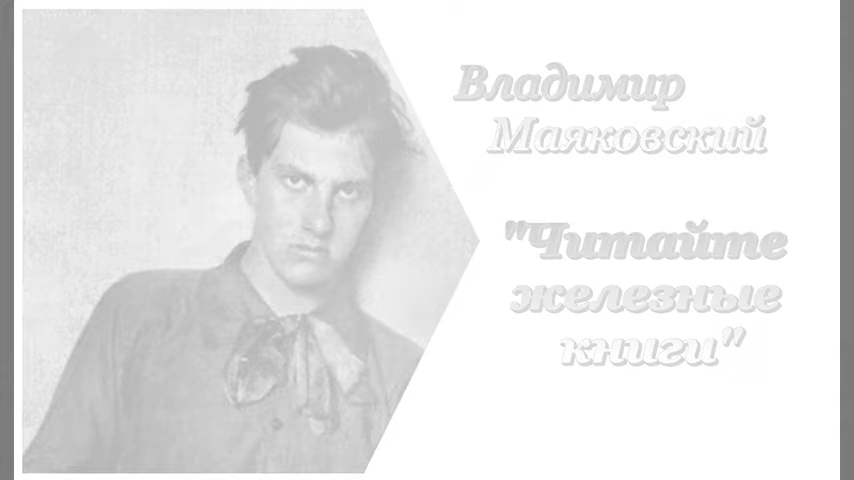 Владимир
Маяковский
"Читайте
железные
книги"